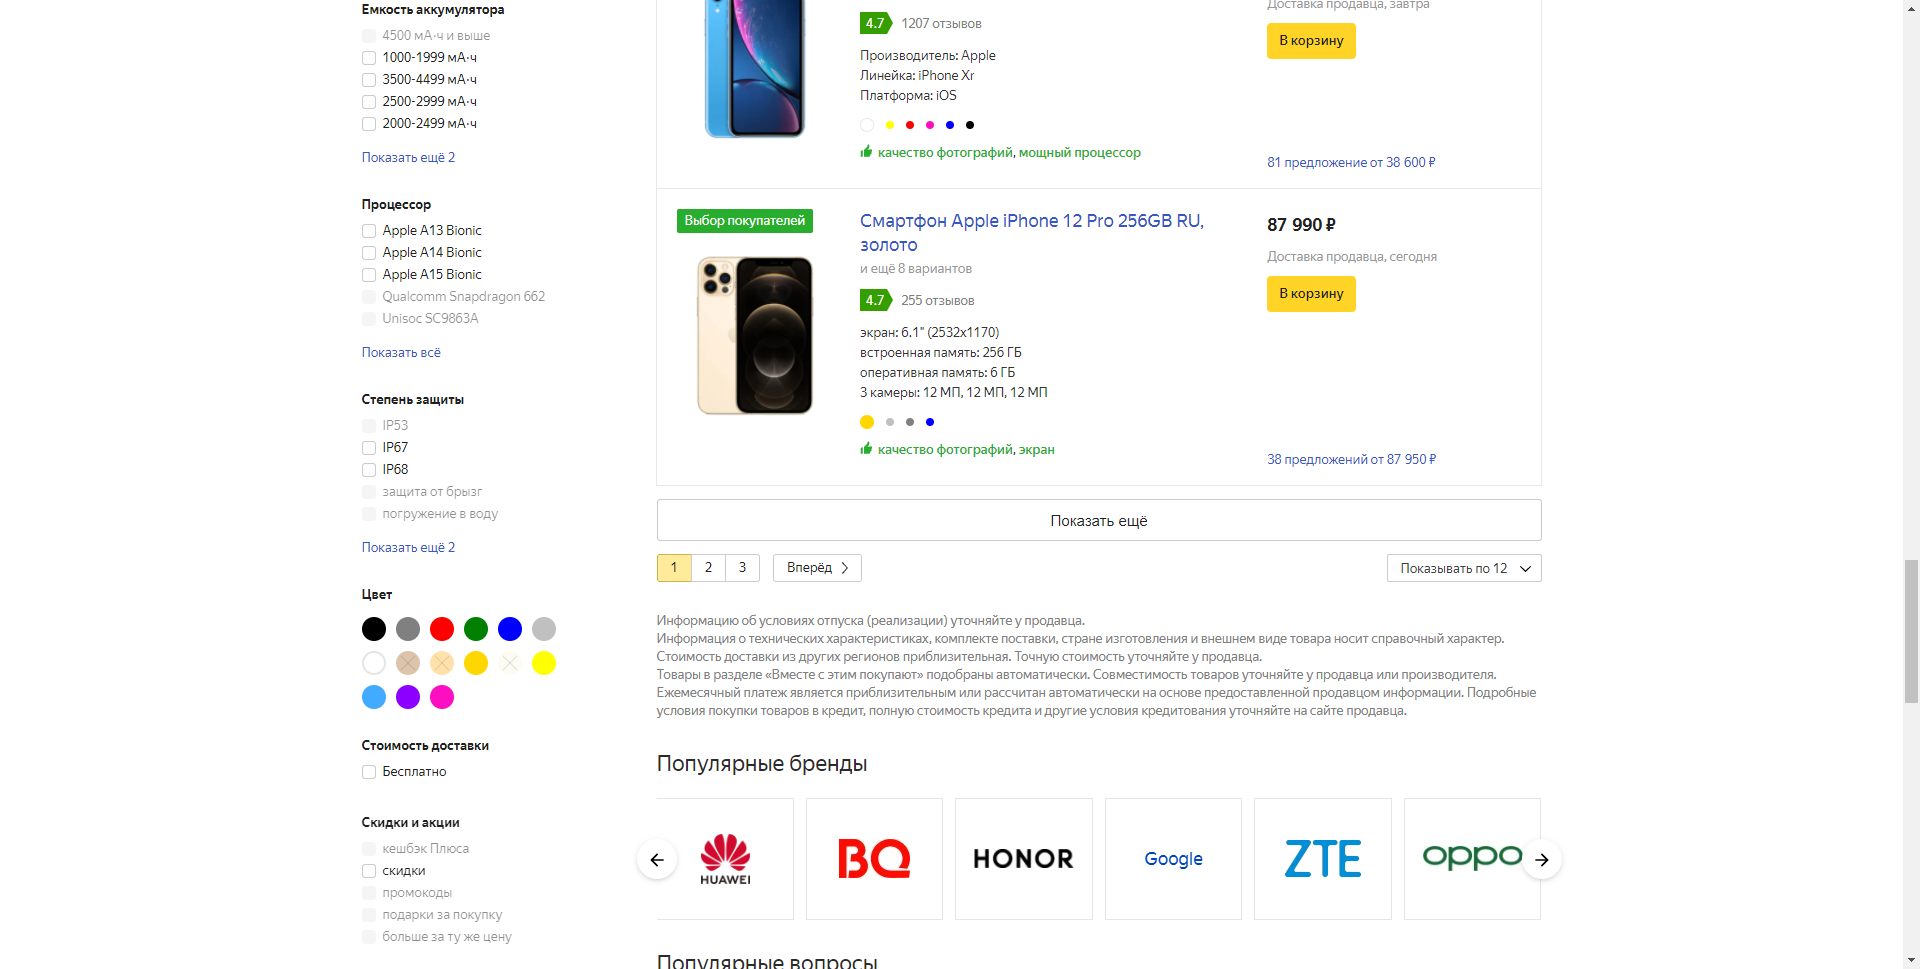 Емкость аккумулятора
4500 мА·ч и выше
1000-1999 мА·ч
3500-4499 мА·ч
2500-2999 мА·ч
2000-2499 мА·ч
Показать ещё 2
Процессор
Apple A13 Bionic
Apple A14 Bionic
Apple A15 Bionic
Qualcomm Snapdragon 662
Unisoc SC9863A
Показать всё
Степень защиты
IP53
IP67
IP68
защита от брызг
погружение в воду
Показать ещё 2
Цвет
Стоимость доставки
Бесплатно
Скидки и акции
кешбэк Плюса
скидки
промокоды
подарки за покупку
больше за ту же цену
4.7 1207 отзывов
Производитель: Apple
Линейка: iPhone Xr
Платформа: iOS
качество фотографий, мощный процессор
Доставка продавца, завтра
В корзину
81 предложение от 38 600 ₽
Выбор покупателей
Смартфон Apple iPhone 12 Pro 256GB RU,
золото
и ещё 8 вариантов
4.7 255 отзывов
экран: 6.1" (2532x1170)
встроенная память: 256 ГБ
оперативная память: 6 ГБ
3 камеры: 12 МП, 12 МП, 12 МП
качество фотографий, экран
87 990 ₽
Доставка продавца, сегодня
В корзину
38 предложений от 87 950 ₽
Показать ещё
1 2 3 Вперёд
Показывать по 12
Информацию об условиях отпуска (реализации) уточняйте у продавца.
Информация о технических характеристиках, комплекте поставки, стране изготовления и внешнем виде товара носит справочный характер.
Стоимость доставки из других регионов приблизительная. Точную стоимость уточняйте у продавца.
Товары в разделе «Вместе с этим покупают» подобраны автоматически. Совместимость товаров уточняйте у продавца или производителя.
Ежемесячный платеж является приблизительным или рассчитан автоматически на основе предоставленной продавцом информации. Подробные
условия покупки товаров в кредит, полную стоимость кредита и другие условия кредитования уточняйте на сайте продавца.
Популярные бренды
HUAWEI
BQ
HONOR
Google
ZTE
oppo
Популярные вопросы